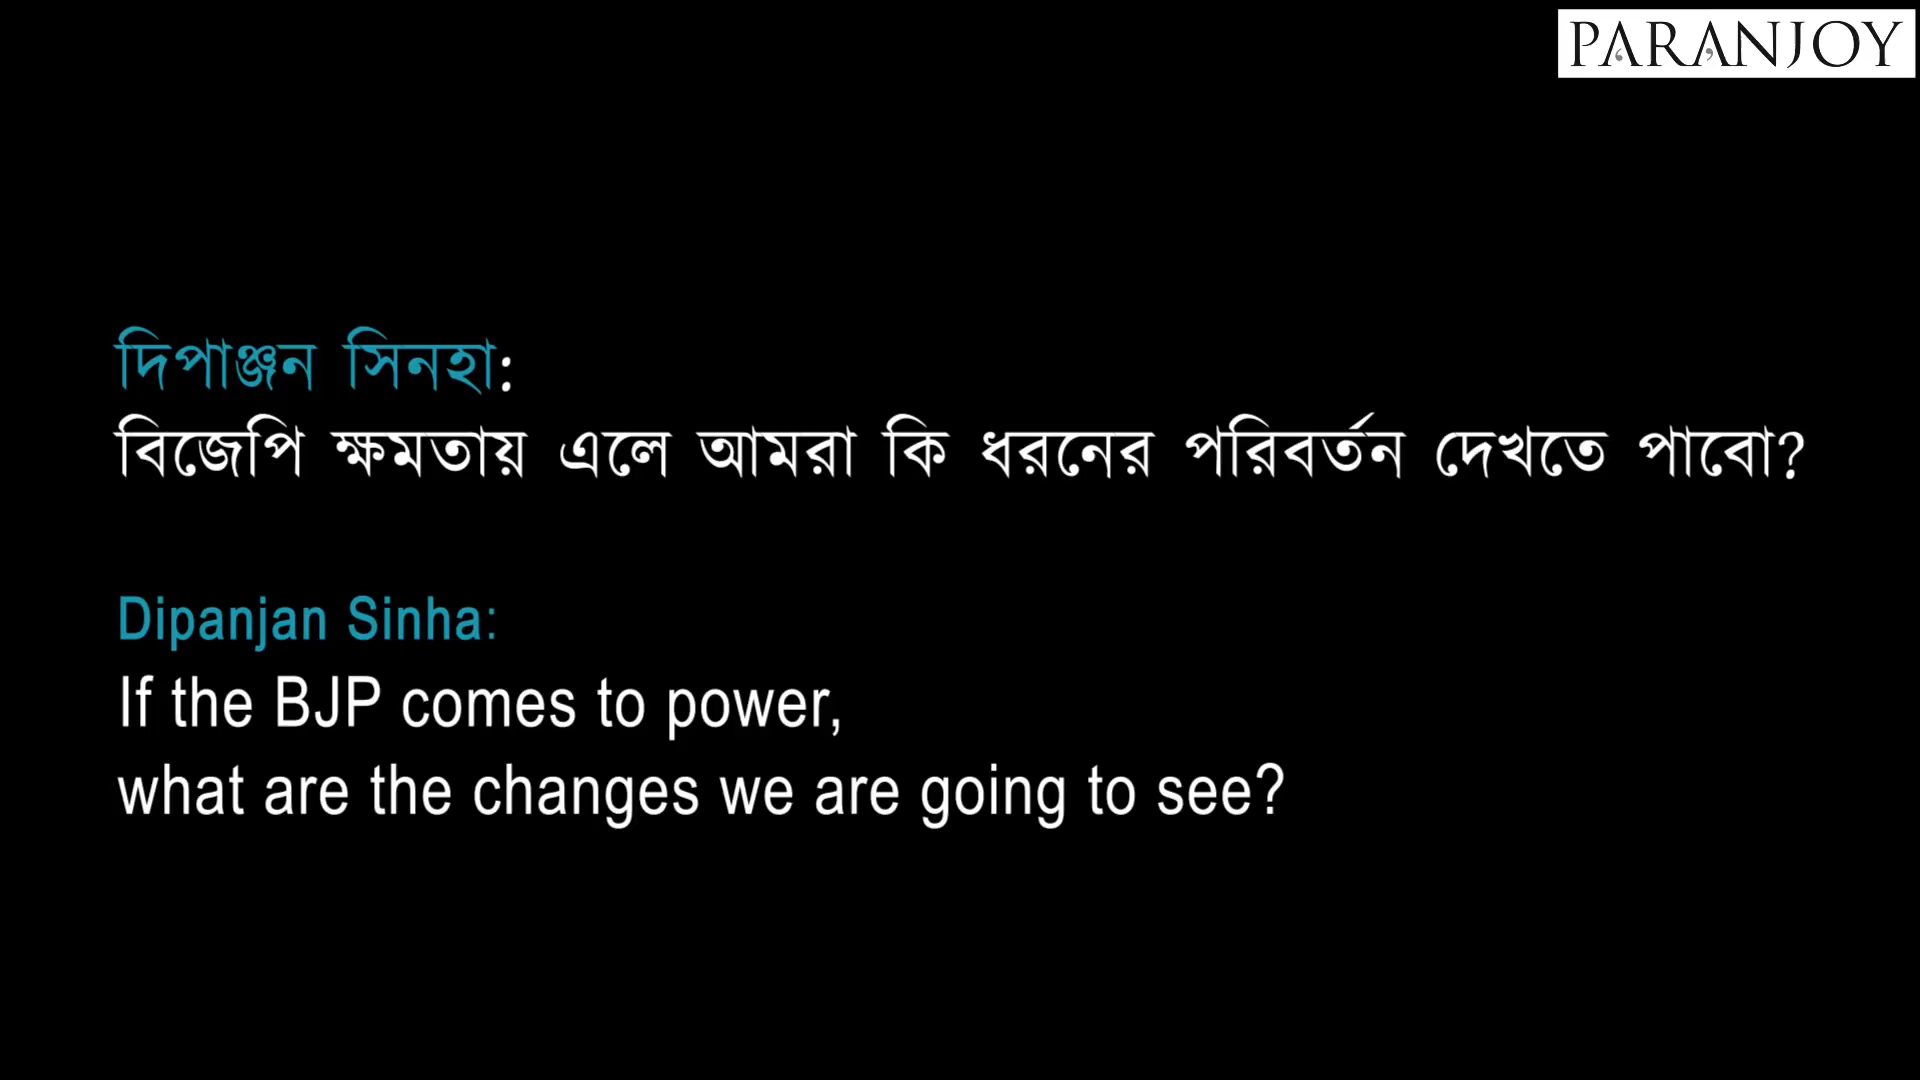 PARANJOY
দিপাঞ্জন সিনহা:
বিজেপি ক্ষমতায় এলে আমরা কি ধরনের পরিবর্তন দেখতে পাবো?
Dipanjan Sinha:
If the BJP comes to power,
what are the changes we are going to see?